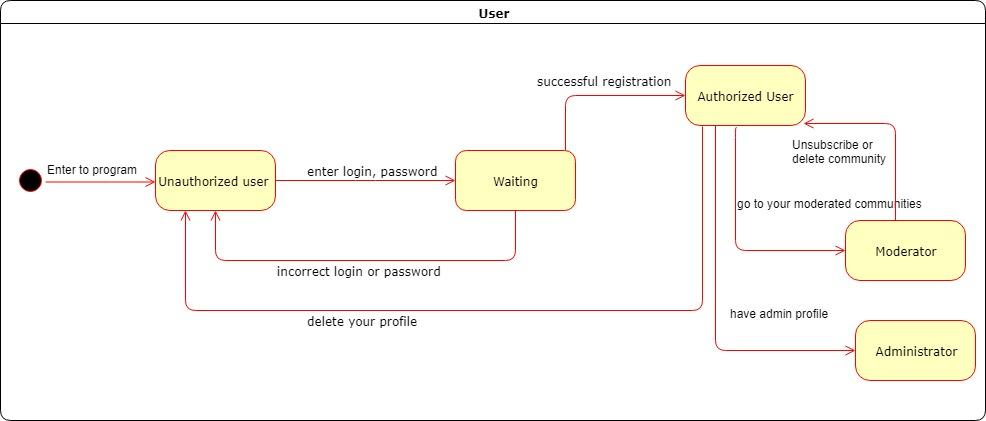 User
successful registration
Authorized User
Unsubscribe or
delete community
Enter to program
enter login, password
Unauthorized user
Waiting
go to your moderated communities
Moderator
incorrect login or password
have admin profile
delete your profile
Administrator